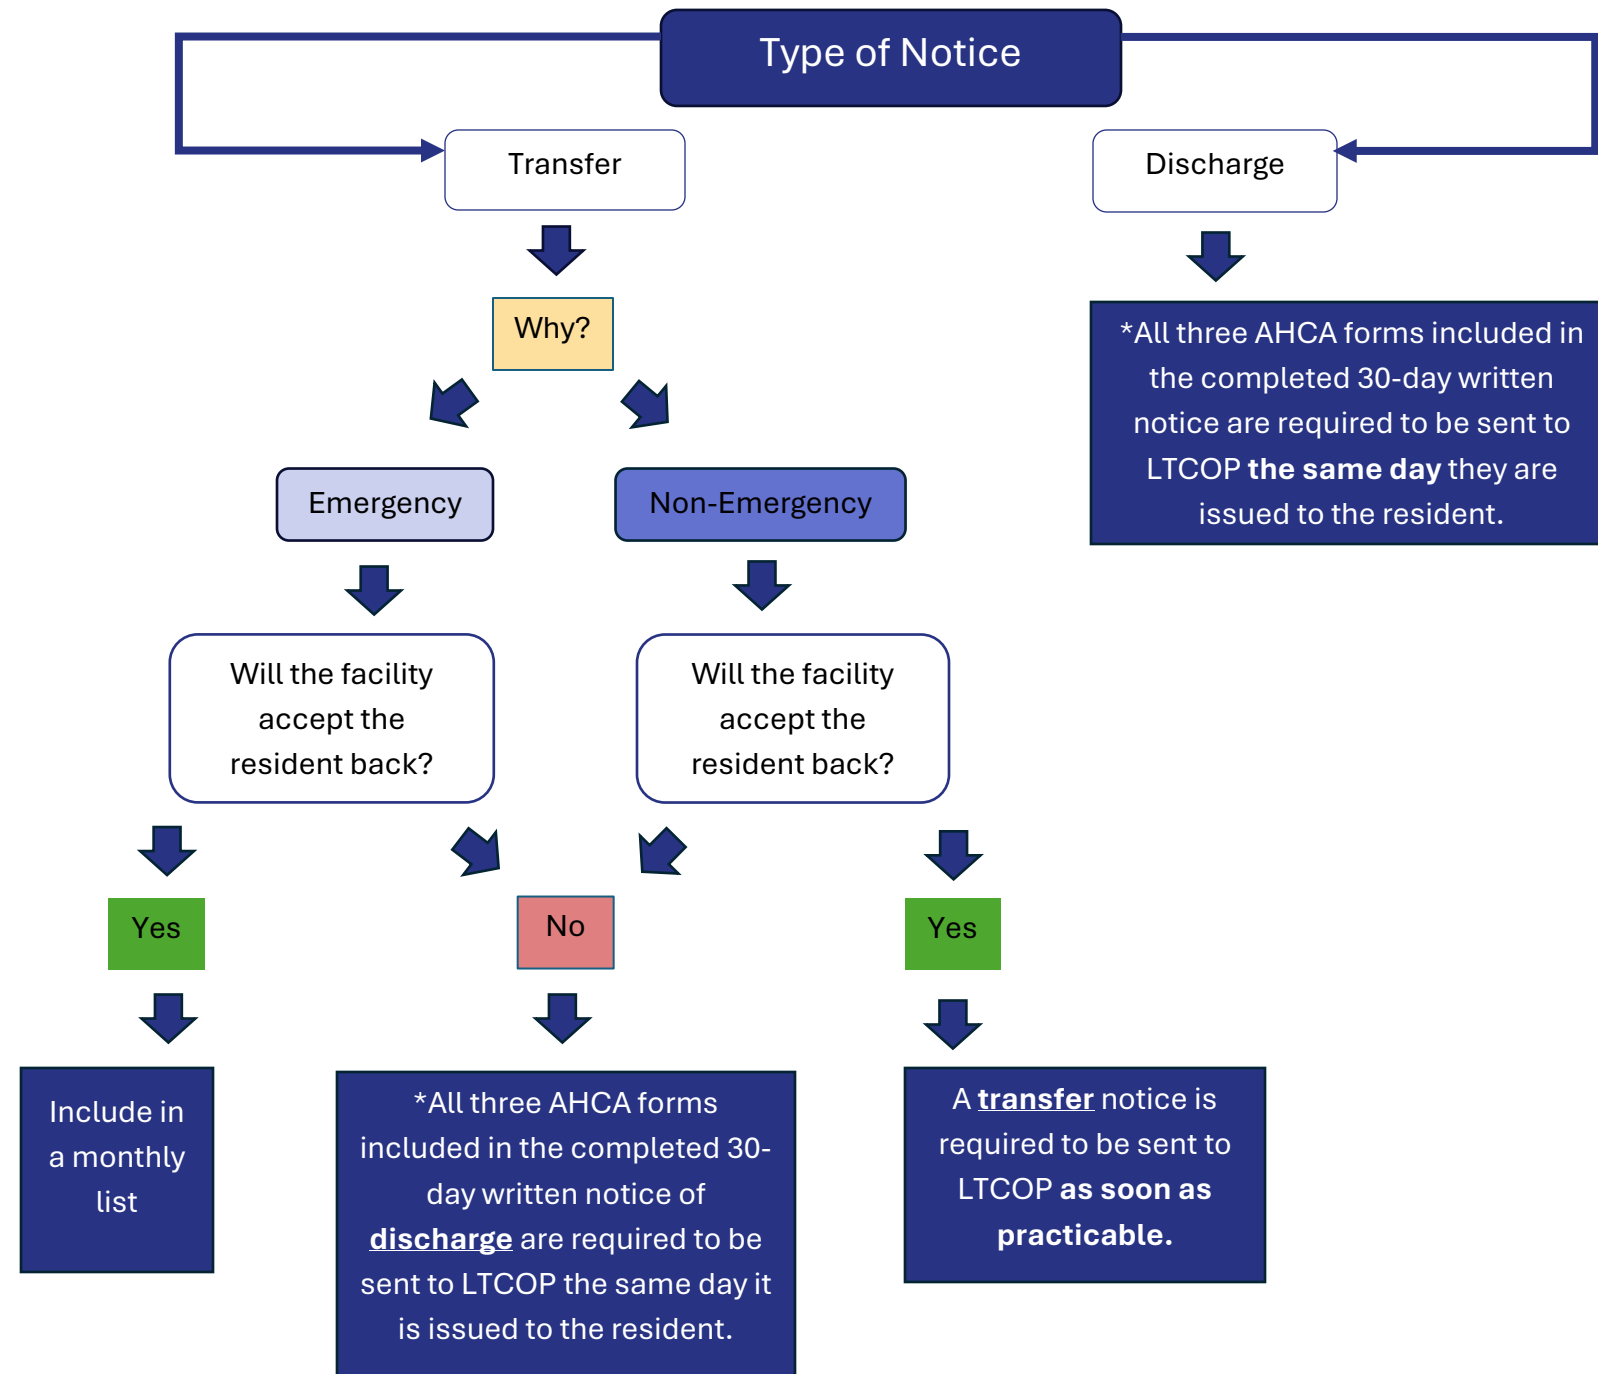 Type of Notice
Transfer
Discharge
Why?
*All three AHCA forms included in
the completed 30-day written
notice are required to be sent to
LTCOP the same day they are
issued to the resident.
Emergency
Non-Emergency
Will the facility
accept the
resident back?
Will the facility
accept the
resident back?
Yes
No
Yes
Include in
a monthly
list
*All three AHCA forms
included in the completed 30-
day written notice of
discharge are required to be
sent to LTCOP the same day it
is issued to the resident.
A transfer notice is
required to be sent to
LTCOP as soon as
practicable.